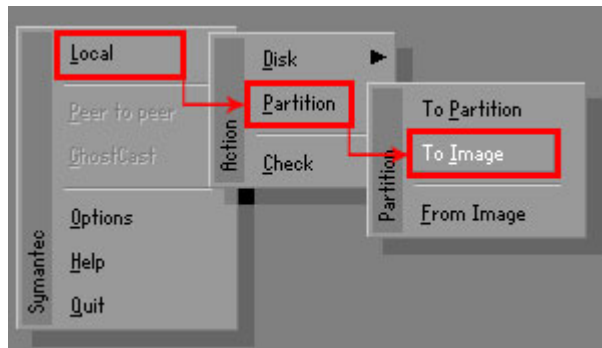 Local
Peer to peer
GhostCast
Options
Help
Quit
Symantec
Disk
Partition
Check
Action
To Partition
To Image
From Image
Partition